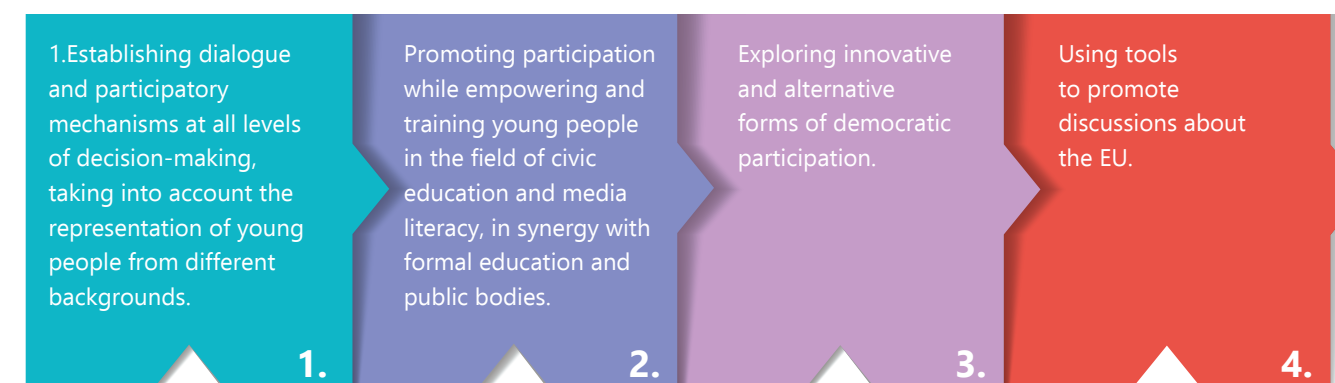 1.Establishing dialogue
and participatory
mechanisms at all levels
of decision-making,
taking into account the
representation of young
people from different
backgrounds.
1.
Promoting participation
while empowering and
training young people
in the field of civic
education and media
literacy, in synergy with
formal education and
public bodies.
2.
Exploring innovative
and alternative
forms of democratic
participation.
3.
Using tools
to promote
discussions about
the EU.
4.